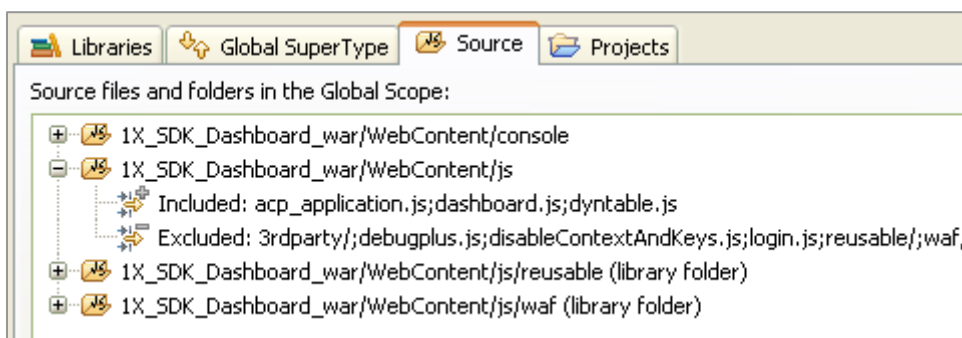 Libraries Global SuperType Source Projects
Source files and folders in the Global Scope:
1X_SDK_Dashboard_war/WebContent/console
1X_SDK_Dashboard_war/WebContent/js
Included: acp_application.js;dashboard.js;dyntable.js
Excluded: 3rdparty/;debugplus.js;disableContextAndKeys.js;login.js;reusable/;waf,
1X_SDK_Dashboard_war/WebContent/js/reusable (library folder)
1X_SDK_Dashboard_war/WebContent/js/waf (library folder)